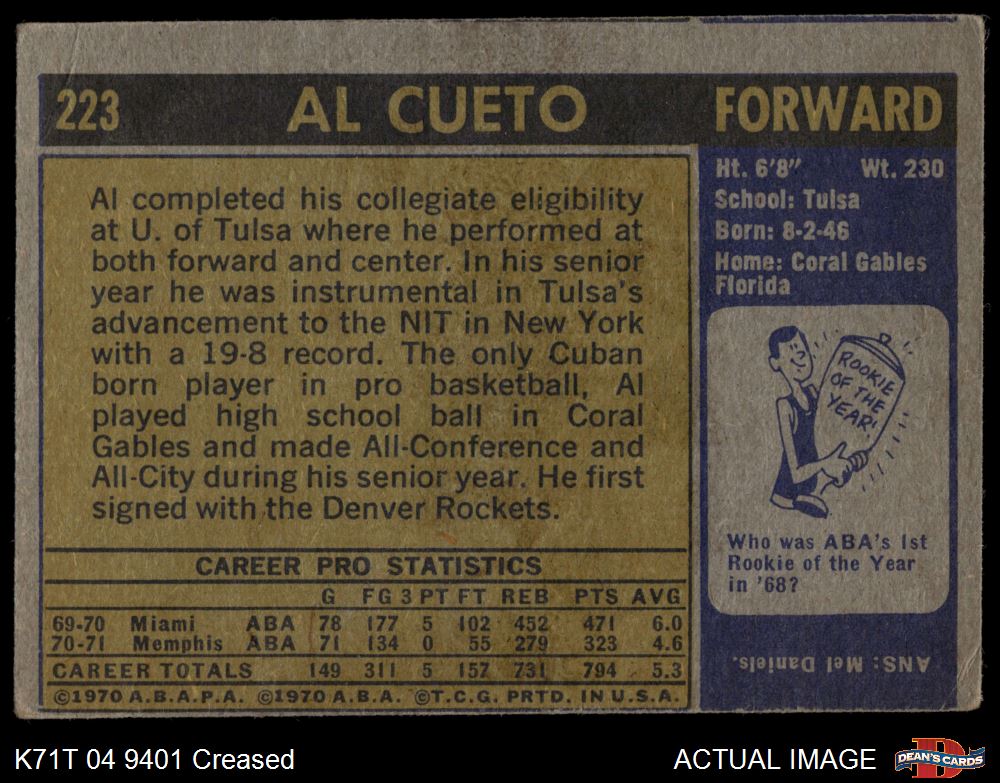 223 AL CUETO FORWARD
Al completed his collegiate eligibility
at U. of Tulsa where he performed at
both forward and center. In his senior
year he was instrumental in Tulsa's
advancement to the NIT in New York
with a 19-8 record. The only Cuban
born player in pro basketball, Al
played high school ball in Coral
Gables and made All-Conference and
All-City during his senior year. He first
signed with the Denver Rockets.
Ht. 6'8" Wt. 230
School: Tulsa
Born: 8-2-46
Home: Coral Gables
Florida
ROOKIE
OF THE
YEAR!
Who was ABA's 1st
Rookie of the Year
in '68?
ANS: Mel Daniels.
CAREER PRO STATISTICS
G FG 3PT FT REB PTS AVG
69-70 Miami ABA 78 177 5 102 452 471 6.0
70-71 Memphis ABA 71 134 0 55 279 323 4.6
CAREER TOTALS 149 311 5 157 731 794 5.3
©1970 A.B.A.P.A. ©1970 A.B.A. ©T.C.G. PRTD. IN U.S.A.
K71T 04 9401 Creased
ACTUAL IMAGE
D
DEAN'S CARDS